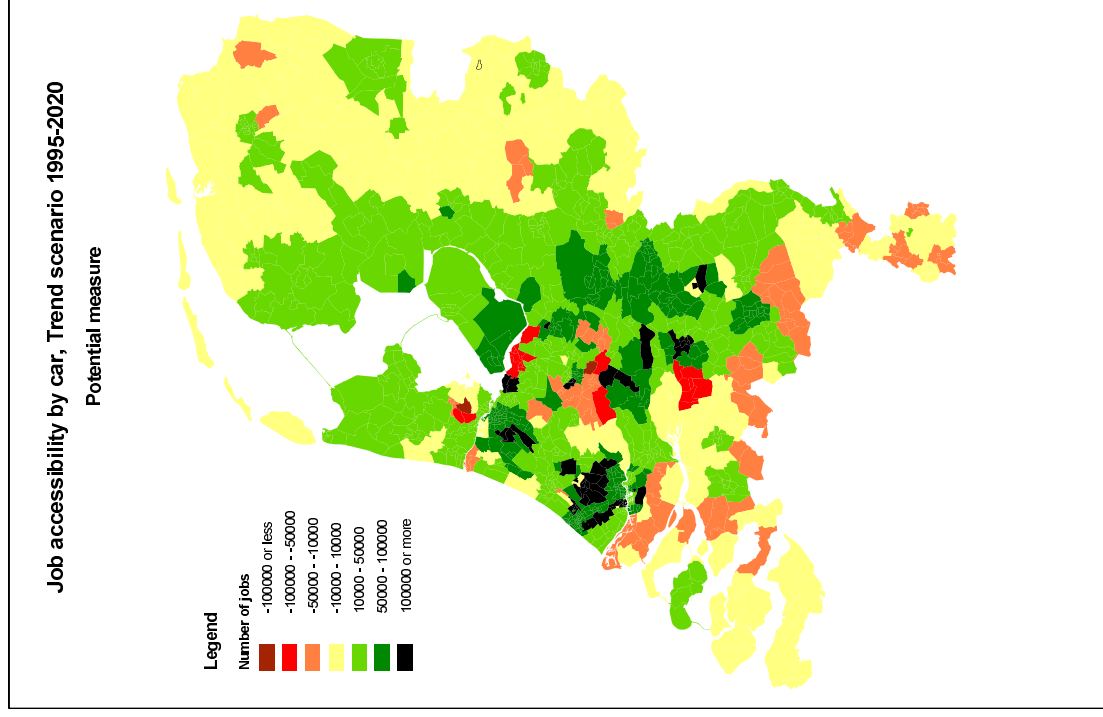 Job accessibility by car, Trend scenario 1995-2020
Potential measure
Legend
Number of jobs
-100000 or less
-100000 - -50000
-50000 - -10000
-10000 - 10000
10000 - 50000
50000 - 100000
100000 or more